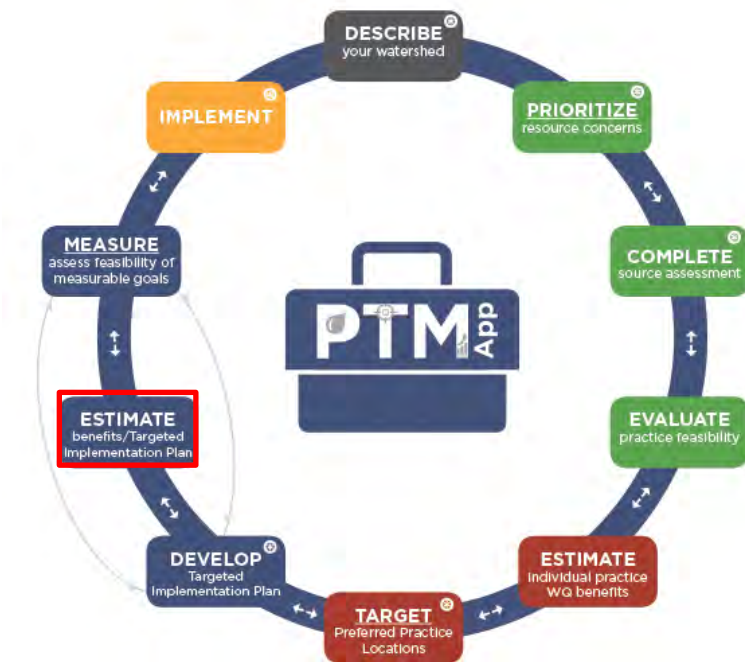 DESCRIBE
your watershed
PRIORITIZE
resource concerns
COMPLETE
source assessment
EVALUATE
practice feasibility
ESTIMATE
Individual practice
WQ benefits
TARGET
Preferred Practice
Locations
DEVELOP
Targeted
Implementation Plan
ESTIMATE
benefits/Targeted
Implementation Plan
MEASURE
assess feasibility of
measurable goals
IMPLEMENT
PTM
App